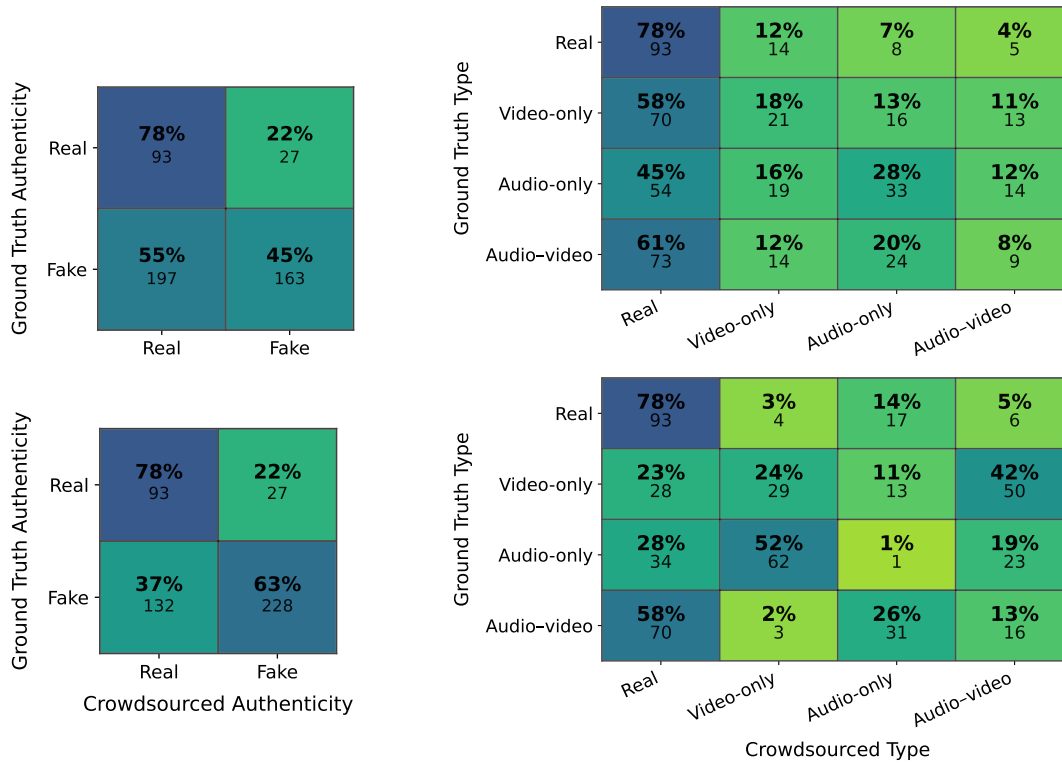 Ground Truth Authenticity
Real
78%
93
22%
27
Fake
55%
197
45%
163
Real
Fake
Ground Truth Type
Real
78%
93
12%
14
7%
8
4%
5
Video-only
58%
70
18%
21
13%
16
11%
13
Audio-only
45%
54
16%
19
28%
33
12%
14
Audio–video
61%
73
12%
14
20%
24
8%
9
Real
Video-only
Audio-only
Audio–video
Ground Truth Authenticity
Real
78%
93
22%
27
Fake
37%
132
63%
228
Real
Fake
Crowdsourced Authenticity
Ground Truth Type
Real
78%
93
3%
4
14%
17
5%
6
Video-only
23%
28
24%
29
11%
13
42%
50
Audio-only
28%
34
52%
62
1%
1
19%
23
Audio–video
58%
70
2%
3
26%
31
13%
16
Real
Video-only
Audio-only
Audio–video
Crowdsourced Type